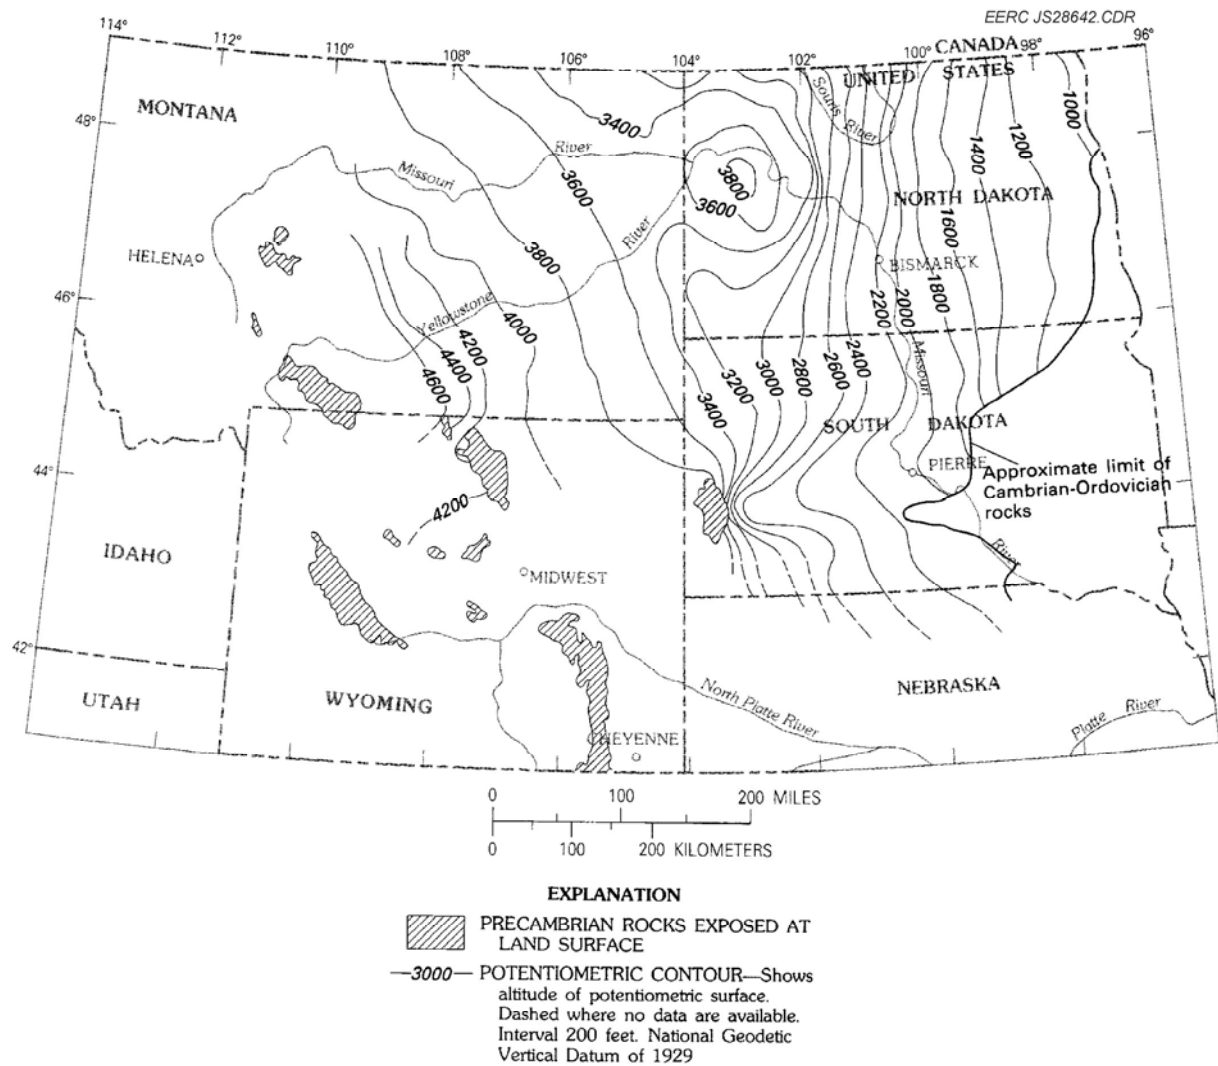 EERC JS28642.CDR
114°
112°
110°
108°
106°
104°
102°
100°
CANADA
98°
96°
UNITED STATES
MONTANA
48°
3400
River
Missouri
Souris River
1000
1200
1400
3800
3600
3600
NORTH DAKOTA
1600
HELENA
River
3800
BISMARCK
46°
Yellowstone
4000
1800
2000
2200
4200
4400
4600
2400
2600
2800
3000
3200
3400
Missouri
SOUTH DAKOTA
44°
PIERRE
Approximate limit of
Cambrian-Ordovician
rocks
4200
IDAHO
River
MIDWEST
42°
UTAH
WYOMING
North Platte River
NEBRASKA
Platte River
CHEYENNE
0 100 200 MILES
0 100 200 KILOMETERS
EXPLANATION
PRECAMBRIAN ROCKS EXPOSED AT
LAND SURFACE
—3000— POTENTIOMETRIC CONTOUR—Shows
altitude of potentiometric surface.
Dashed where no data are available.
Interval 200 feet. National Geodetic
Vertical Datum of 1929